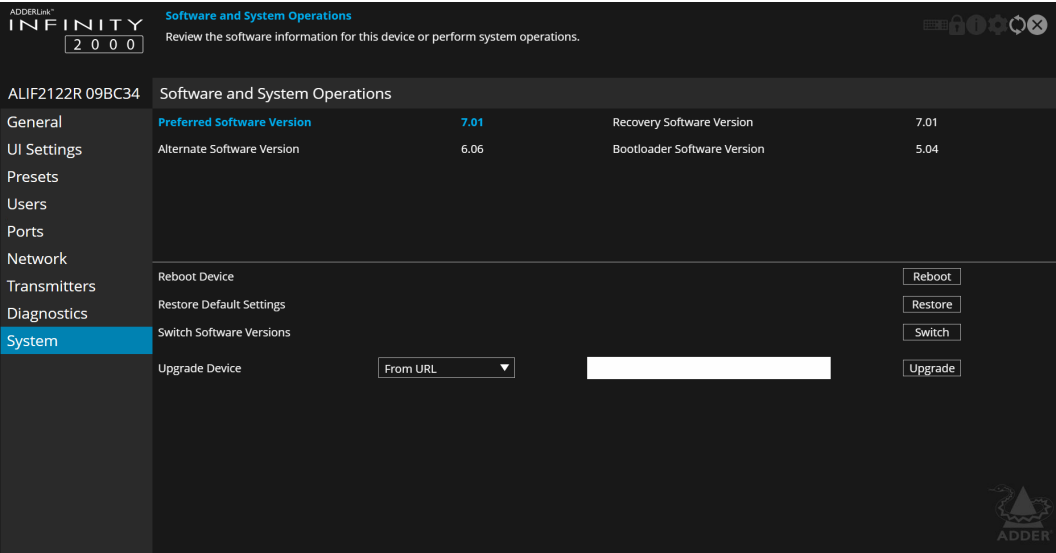 ADDERLink™
INFINITY
2000
Software and System Operations
Review the software information for this device or perform system operations.
ALIF2122R 09BC34
Software and System Operations
General
UI Settings
Presets
Users
Ports
Network
Transmitters
Diagnostics
System
Preferred Software Version 7.01 Recovery Software Version 7.01
Alternate Software Version 6.06 Bootloader Software Version 5.04
Reboot Device Reboot
Restore Default Settings Restore
Switch Software Versions Switch
Upgrade Device From URL Upgrade
ADDER